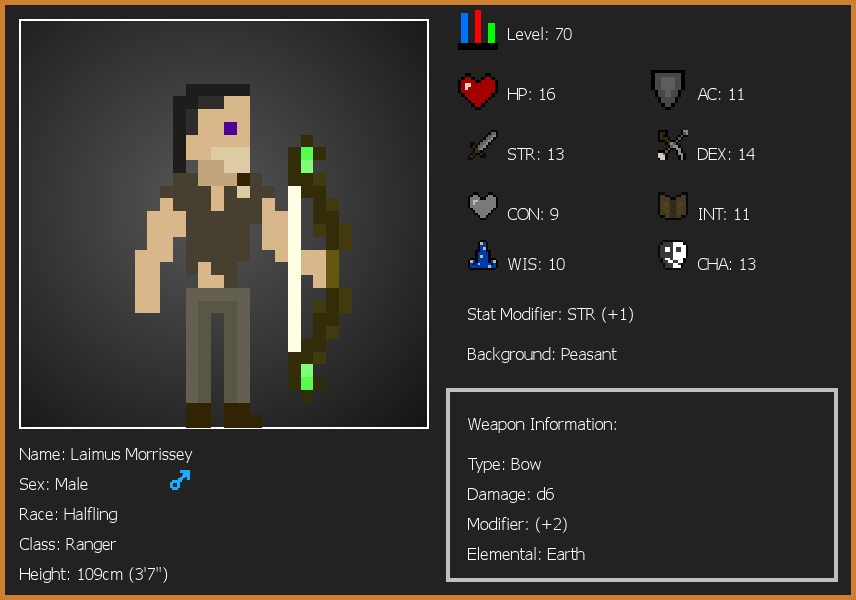 Level: 70
HP: 16
AC: 11
STR: 13
DEX: 14
CON: 9
INT: 11
WIS: 10
CHA: 13
Stat Modifier: STR (+1)
Background: Peasant
Weapon Information:
Type: Bow
Damage: d6
Modifier: (+2)
Elemental: Earth
Name: Laimus Morrissey
Sex: Male
Race: Halfling
Class: Ranger
Height: 109cm (3'7")